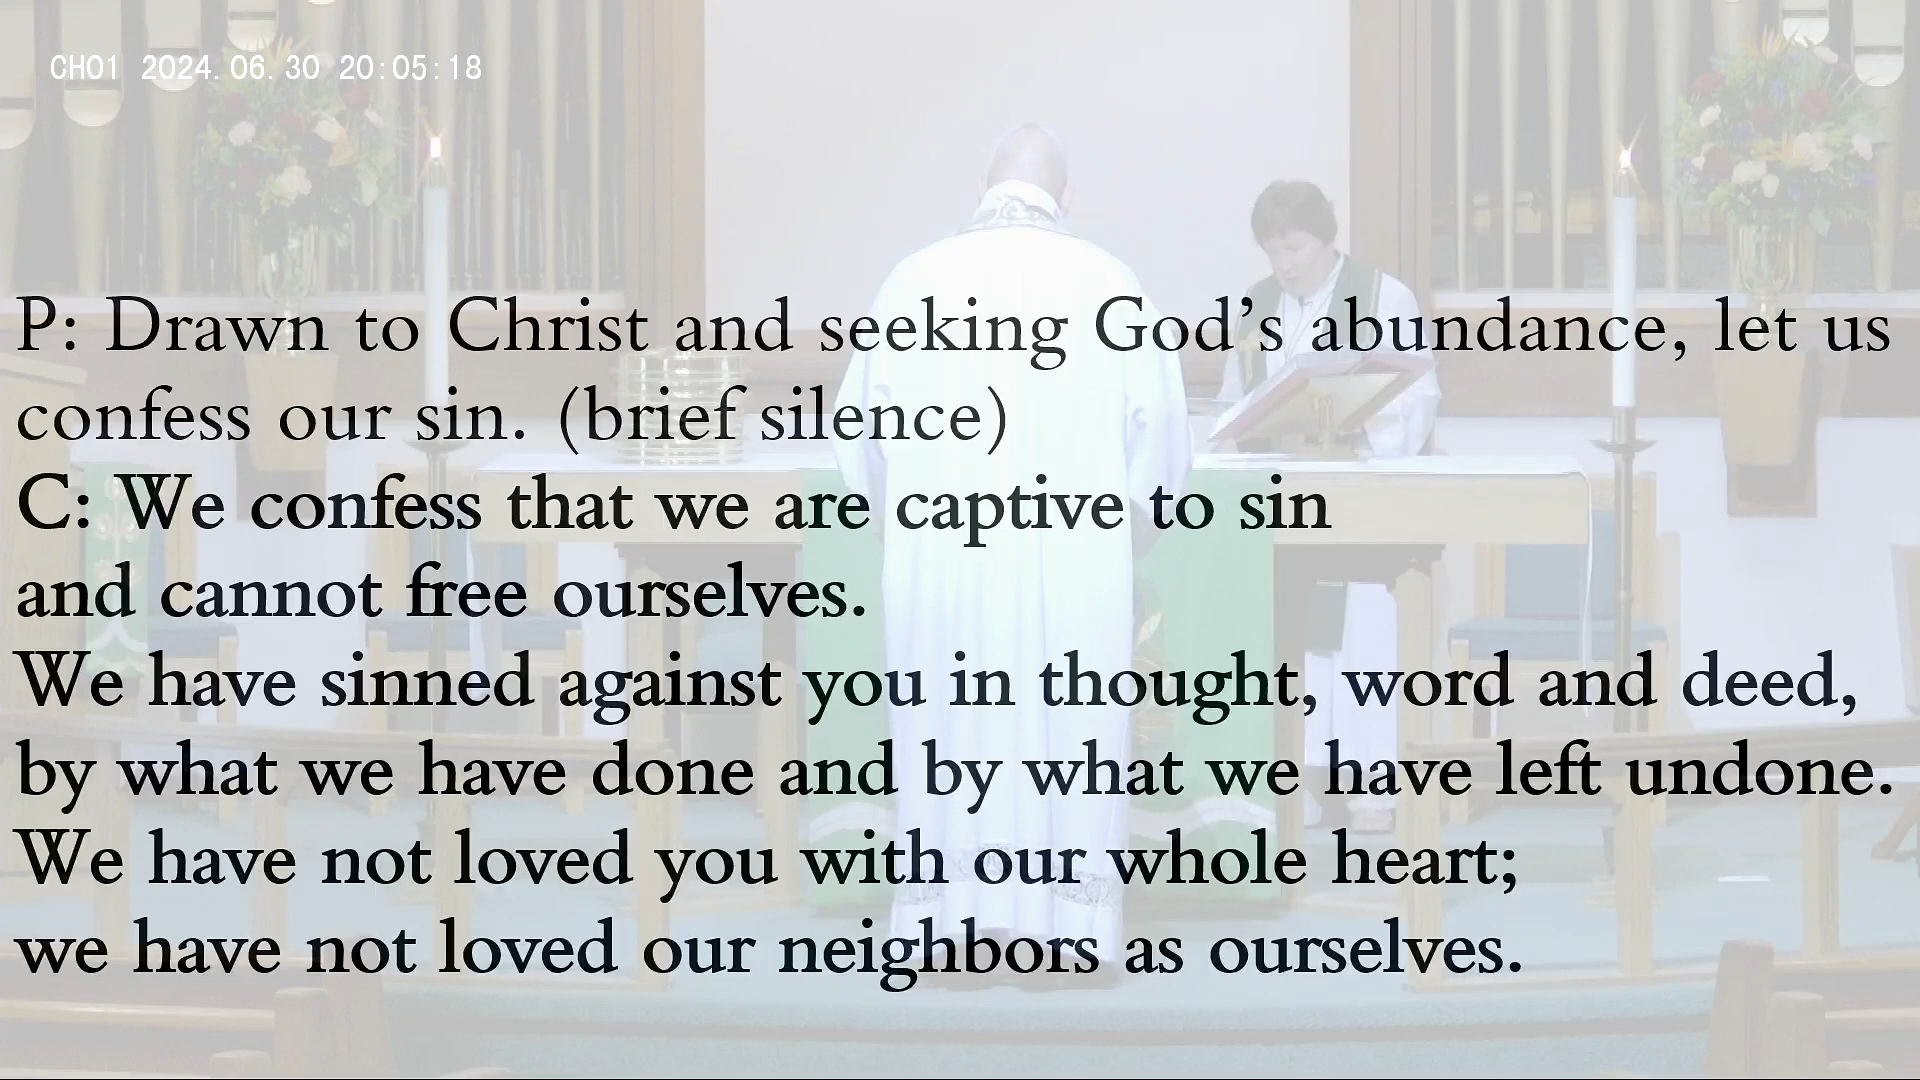 CH01 2024.06.30 20:05:18
P: Drawn to Christ and seeking God’s abundance, let us
confess our sin. (brief silence)
C: We confess that we are captive to sin
and cannot free ourselves.
We have sinned against you in thought, word and deed,
by what we have done and by what we have left undone.
We have not loved you with our whole heart;
we have not loved our neighbors as ourselves.